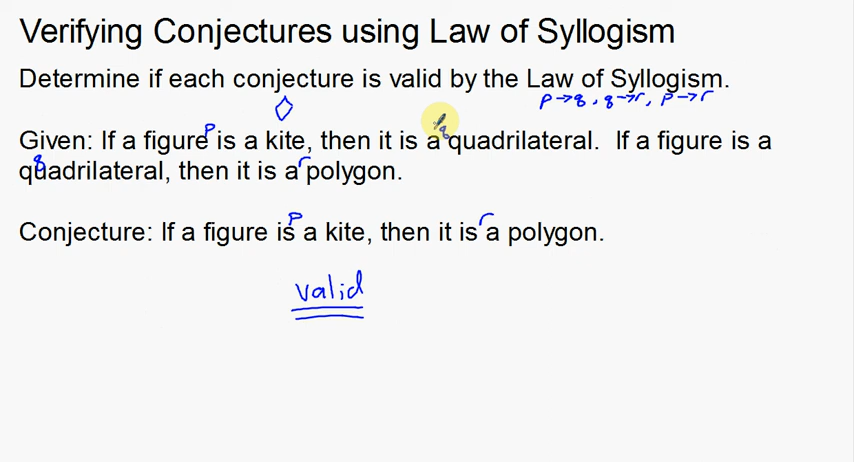 Verifying Conjectures using Law of Syllogism
Determine if each conjecture is valid by the Law of Syllogism.
p→q, q→r, p→r
p q
Given: If a figure is a kite, then it is a quadrilateral. If a figure is a
q r
quadrilateral, then it is a polygon.
p r
Conjecture: If a figure is a kite, then it is a polygon.
valid